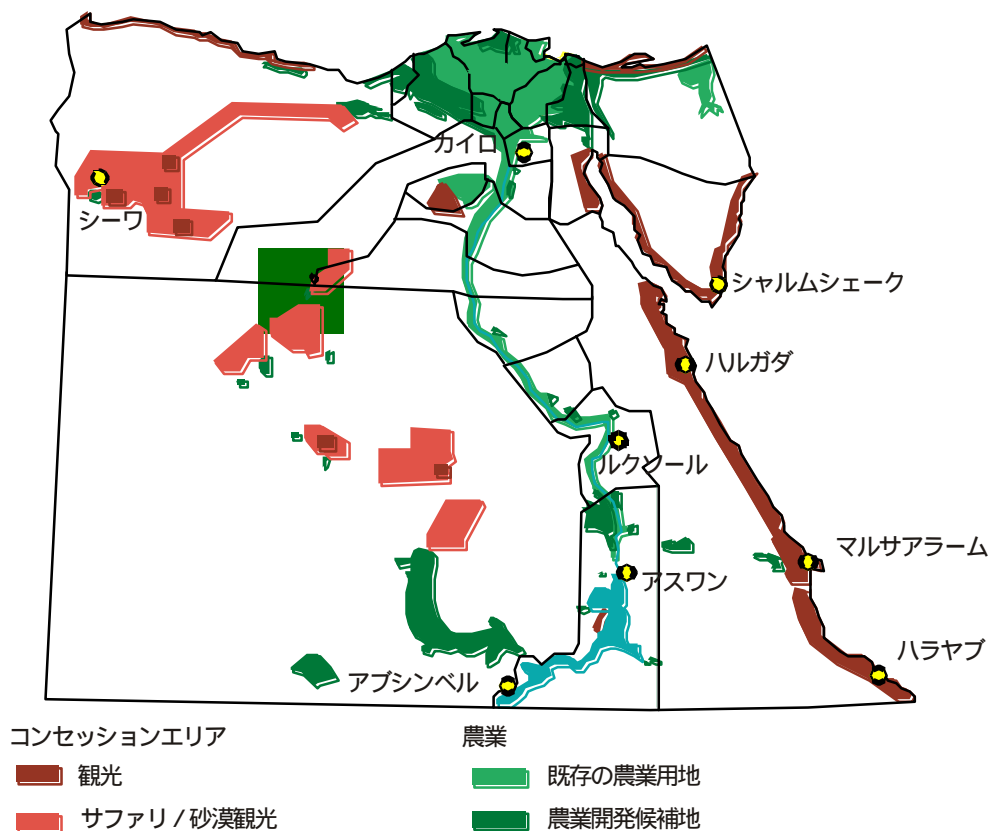 カイロ
シーワ
シャルムシェーク
ハルガダ
ルクソール
マルサアラーム
アスワン
ハラヤブ
アブシンベル
コンセッションエリア
農業
観光
既存の農業用地
サファリ / 砂漠観光
農業開発候補地